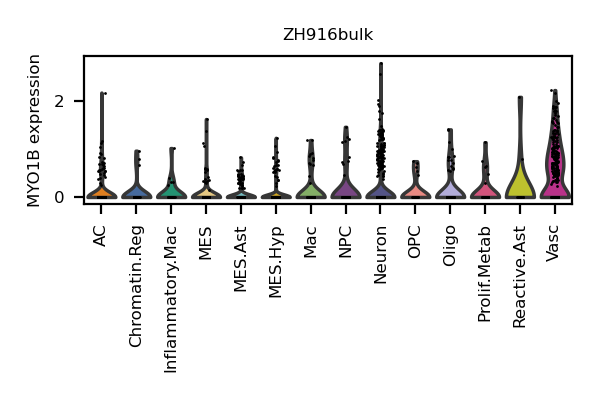 ZH916bulk
MYO1B expression
2
0
AC
Chromatin.Reg
Inflammatory.Mac
MES
MES.Ast
MES.Hyp
Mac
NPC
Neuron
OPC
Oligo
Prolif.Metab
Reactive.Ast
Vasc